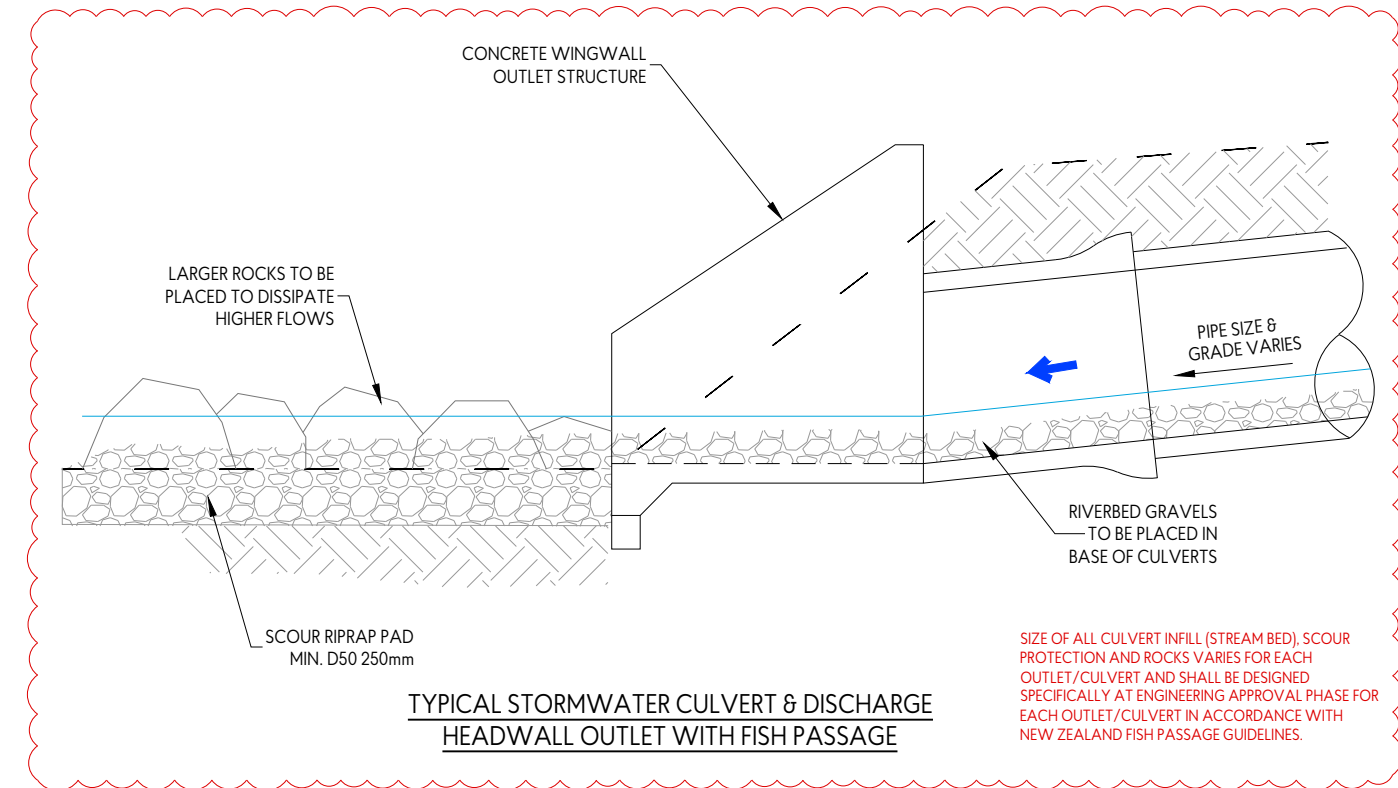 CONCRETE WINGWALL
OUTLET STRUCTURE
LARGER ROCKS TO BE
PLACED TO DISSIPATE
HIGHER FLOWS
PIPE SIZE &
GRADE VARIES
RIVERBED GRAVELS
TO BE PLACED IN
BASE OF CULVERTS
SCOUR RIPRAP PAD
MIN. D50 250mm
SIZE OF ALL CULVERT INFILL (STREAM BED), SCOUR
PROTECTION AND ROCKS VARIES FOR EACH
OUTLET/CULVERT AND SHALL BE DESIGNED
SPECIFICALLY AT ENGINEERING APPROVAL PHASE FOR
EACH OUTLET/CULVERT IN ACCORDANCE WITH
NEW ZEALAND FISH PASSAGE GUIDELINES.
TYPICAL STORMWATER CULVERT & DISCHARGE
HEADWALL OUTLET WITH FISH PASSAGE